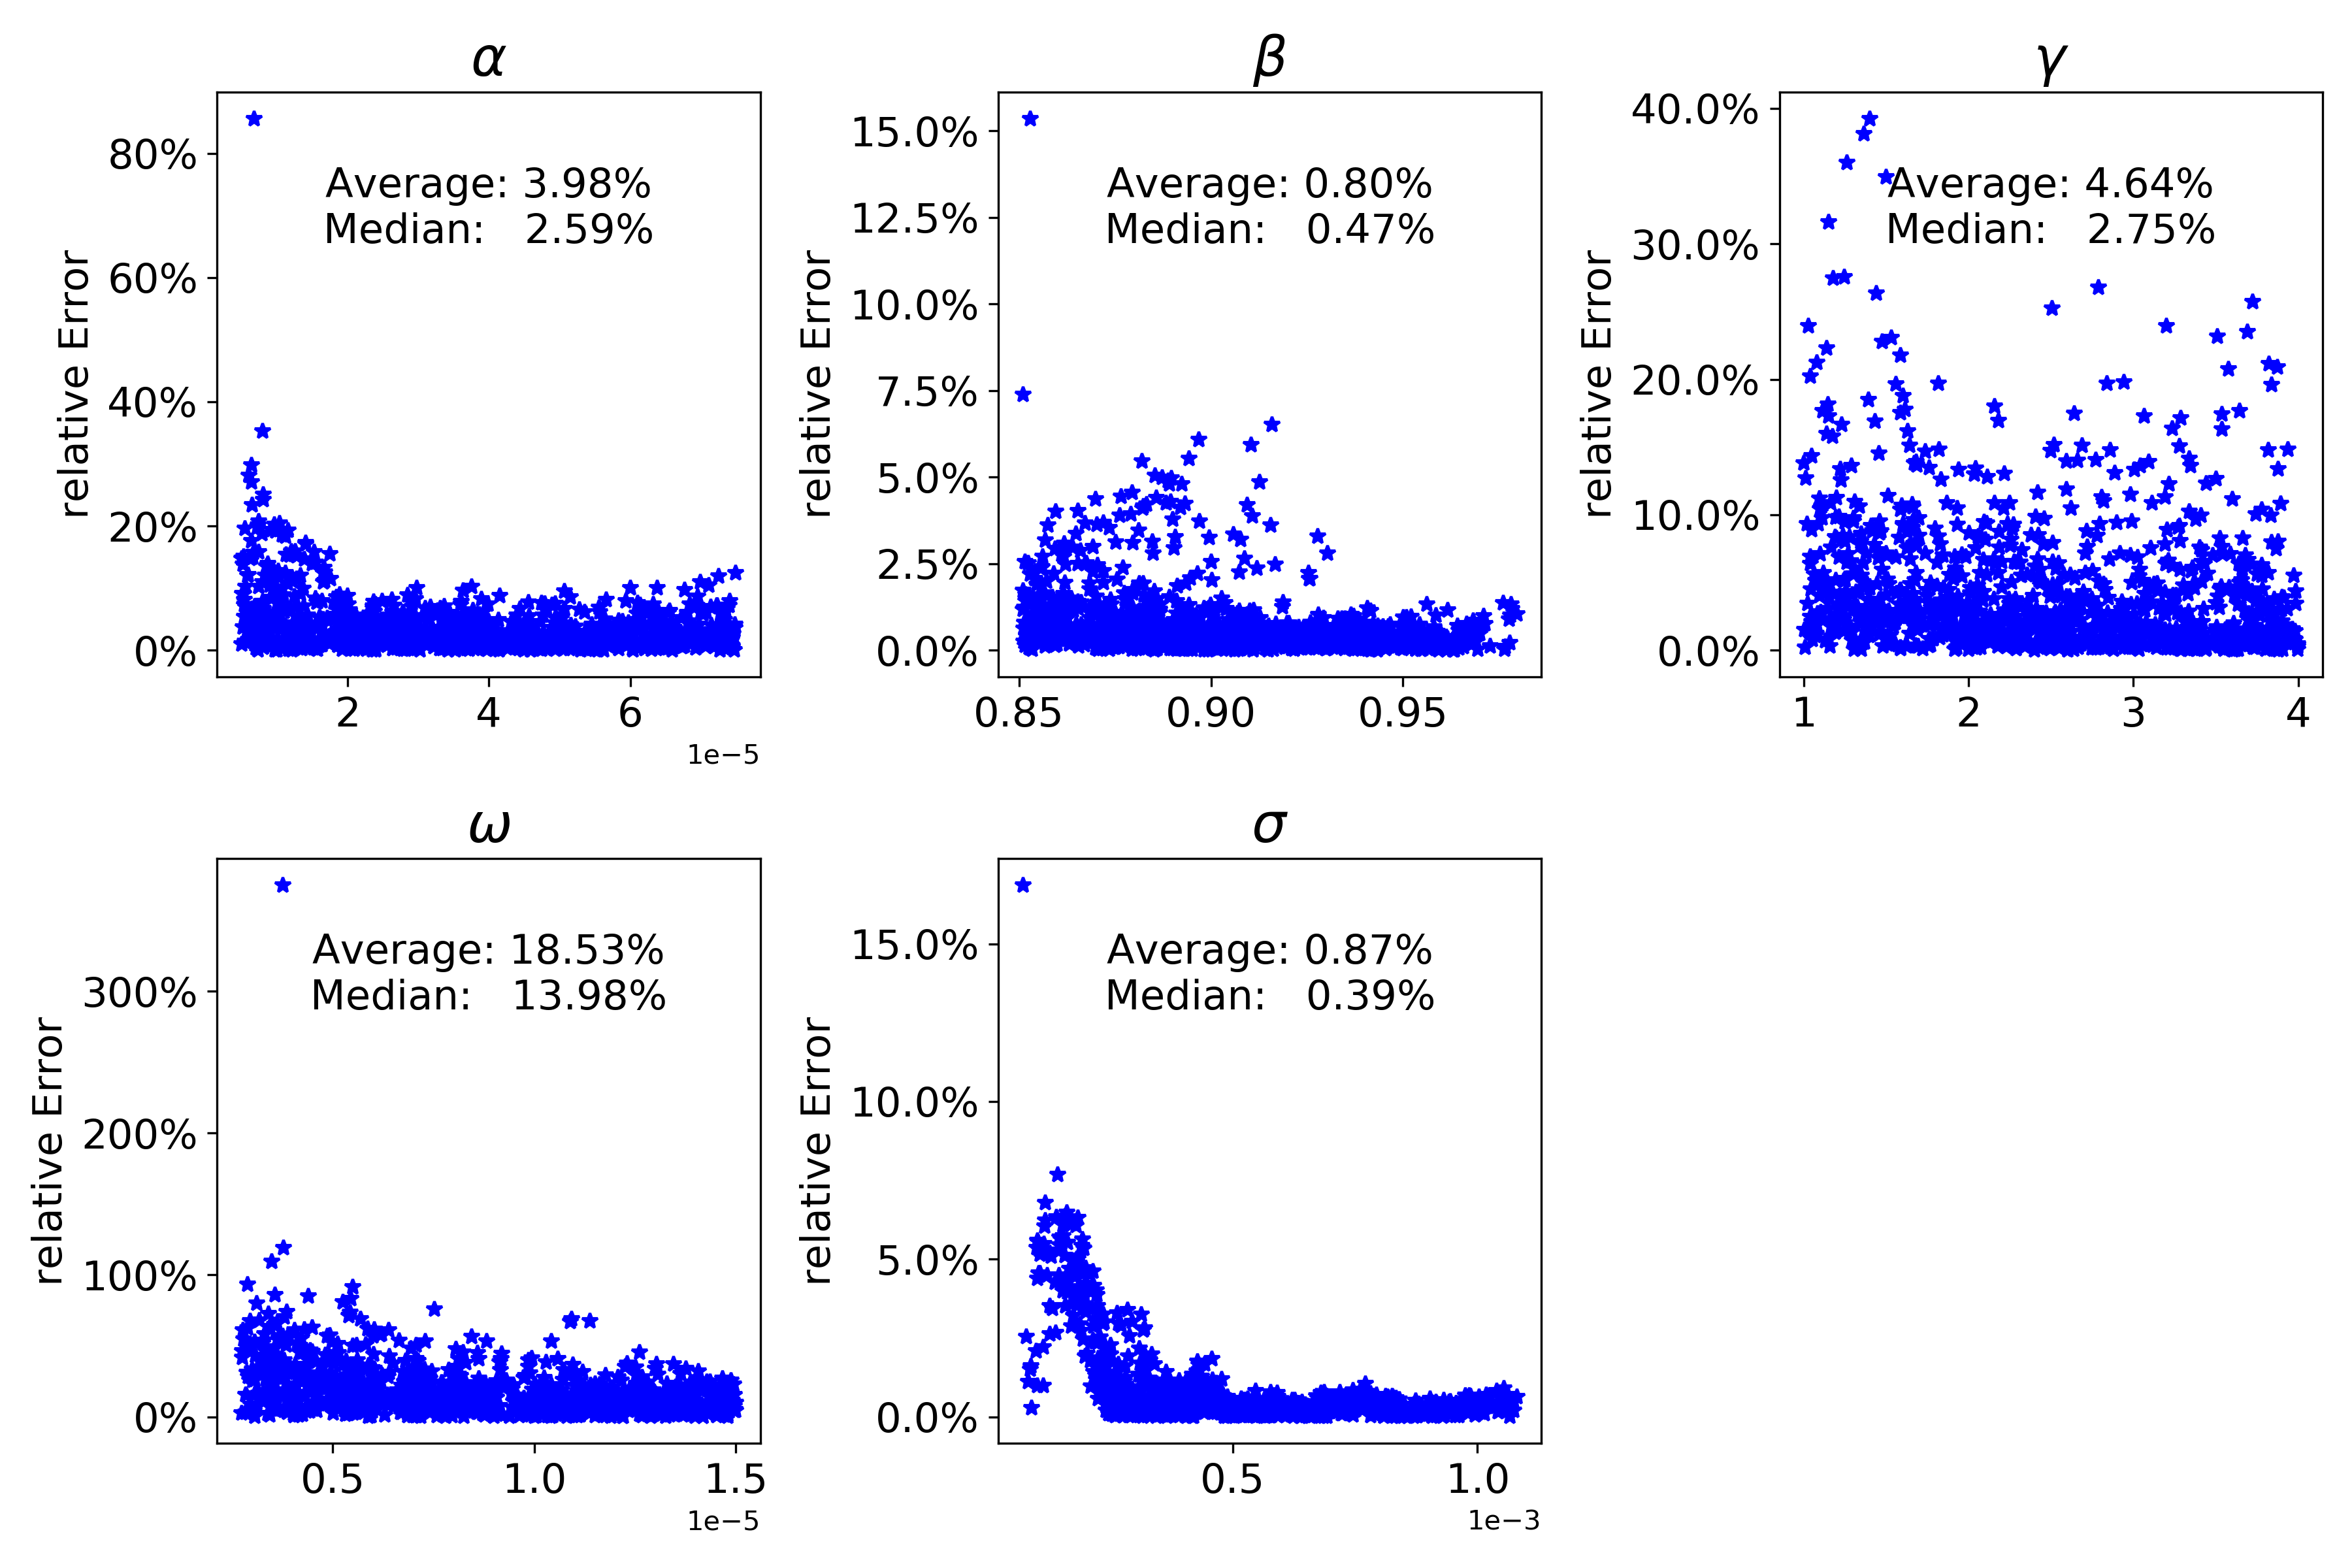 α
relative Error
80%
60%
40%
20%
0%
Average: 3.98%
Median: 2.59%
2 4 6
1e−5
β
relative Error
15.0%
12.5%
10.0%
7.5%
5.0%
2.5%
0.0%
Average: 0.80%
Median: 0.47%
0.85 0.90 0.95
γ
relative Error
40.0%
30.0%
20.0%
10.0%
0.0%
Average: 4.64%
Median: 2.75%
1 2 3 4
ω
relative Error
300%
200%
100%
0%
Average: 18.53%
Median: 13.98%
0.5 1.0 1.5
1e−5
σ
relative Error
15.0%
10.0%
5.0%
0.0%
Average: 0.87%
Median: 0.39%
0.5 1.0
1e−3